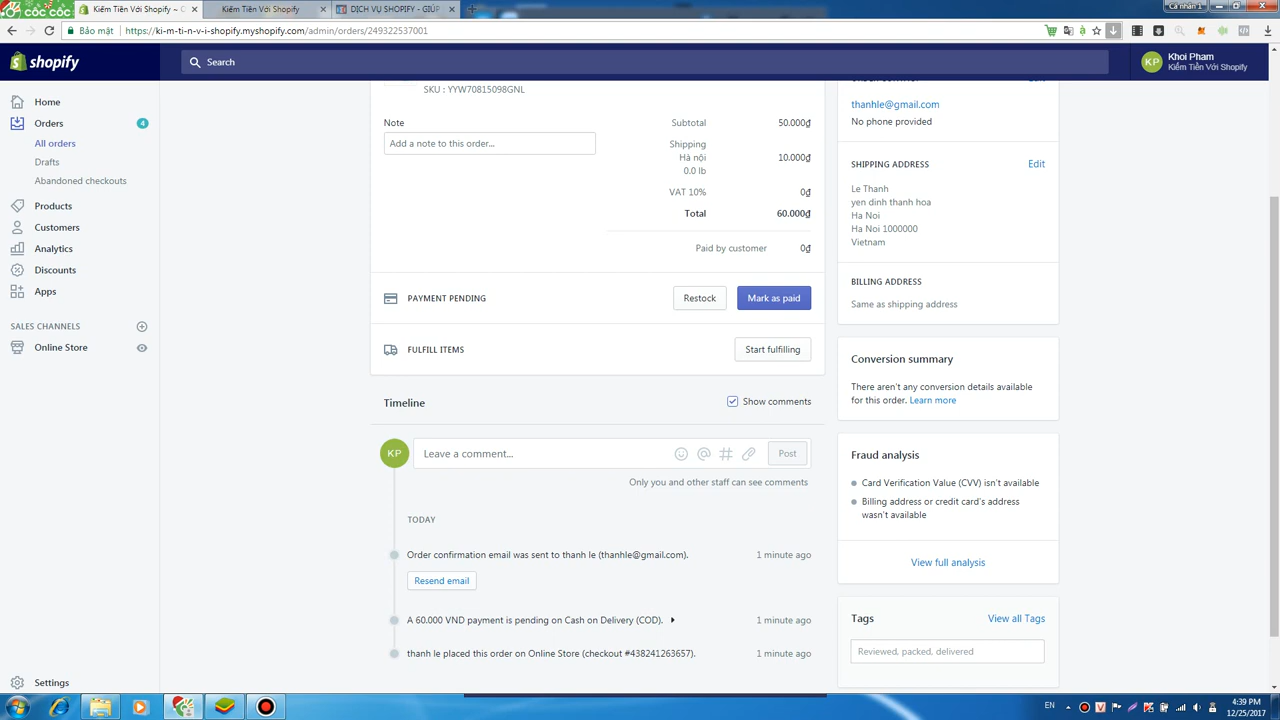 CỐC CỐC
Kiếm Tiền Với Shopify ~ O
Kiếm Tiền Với Shopify
DỊCH VỤ SHOPIFY - GIÚP
Cá nhân 1
Bảo mật
https://ki-m-ti-n-v-i-shopify.myshopify.com/admin/orders/249322537001
shopify
Search
KP
Khoi Pham
Kiếm Tiền Với Shopify
Home
Orders
4
All orders
Drafts
Abandoned checkouts
Products
Customers
Analytics
Discounts
Apps
SALES CHANNELS
Online Store
Settings
SKU : YYW70815098GNL
Note
Add a note to this order...
Subtotal 50.000₫
Shipping
Hà nội 10.000₫
0.0 lb
VAT 10% 0₫
Total 60.000₫
Paid by customer 0₫
PAYMENT PENDING
Restock
Mark as paid
FULFILL ITEMS
Start fulfilling
Timeline
Show comments
KP
Leave a comment...
Post
Only you and other staff can see comments
TODAY
Order confirmation email was sent to thanh le (thanhle@gmail.com). 1 minute ago
Resend email
A 60.000 VND payment is pending on Cash on Delivery (COD). 1 minute ago
thanh le placed this order on Online Store (checkout #438241263657). 1 minute ago
thanhle@gmail.com
No phone provided
SHIPPING ADDRESS
Edit
Le Thanh
yen dinh thanh hoa
Ha Noi
Ha Noi 1000000
Vietnam
BILLING ADDRESS
Same as shipping address
Conversion summary
There aren't any conversion details available
for this order. Learn more
Fraud analysis
Card Verification Value (CVV) isn't available
Billing address or credit card's address
wasn't available
View full analysis
Tags
View all Tags
Reviewed, packed, delivered
EN
4:39 PM
12/25/2017